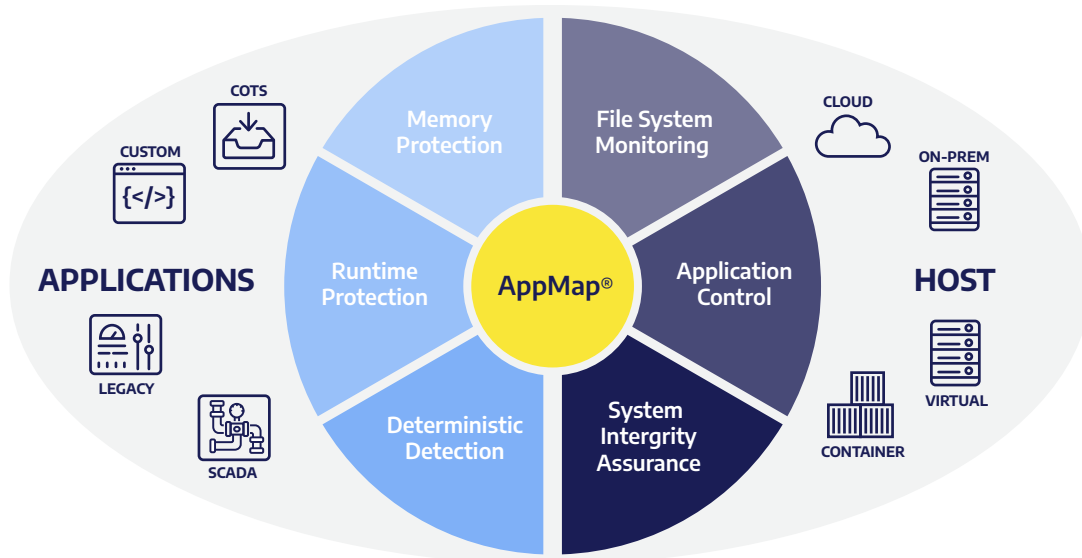 COTS
CUSTOM
{</>}
APPLICATIONS
LEGACY
SCADA
Memory
Protection
File System
Monitoring
Runtime
Protection
AppMap®
Application
Control
Deterministic
Detection
System
Intergrity
Assurance
CLOUD
ON-PREM
HOST
VIRTUAL
CONTAINER